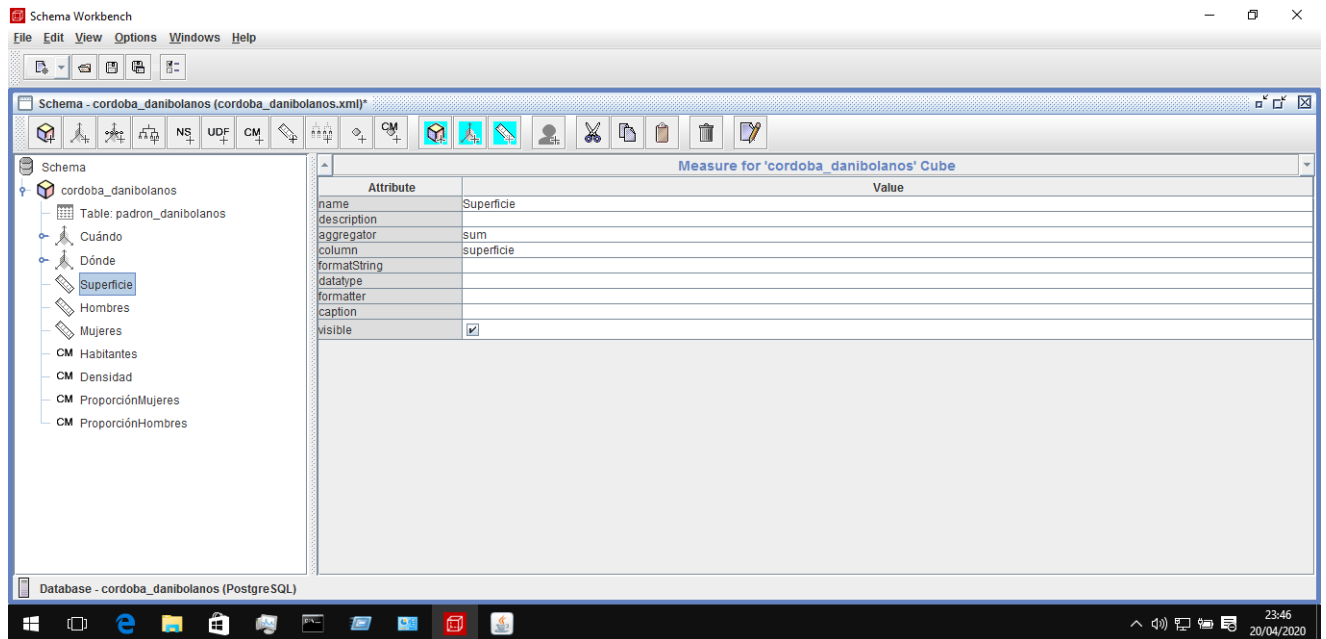 Schema Workbench
File Edit View Options Windows Help
Schema - cordoba_danibolanos (cordoba_danibolanos.xml)*
NS UDF CM CM
Schema
cordoba_danibolanos
Table: padron_danibolanos
Cuándo
Dónde
Superficie
Hombres
Mujeres
CM Habitantes
CM Densidad
CM ProporciónMujeres
CM ProporciónHombres
Measure for 'cordoba_danibolanos' Cube
Attribute Value
name Superficie
description
aggregator sum
column superficie
formatString
datatype
formatter
caption
visible
Database - cordoba_danibolanos (PostgreSQL)
23:46
20/04/2020